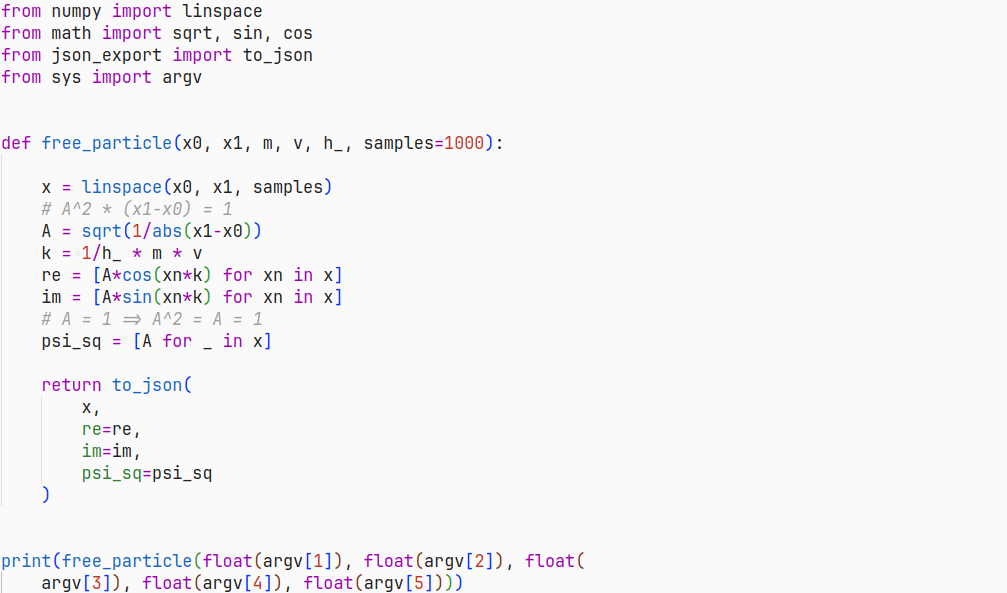 from numpy import linspace
from math import sqrt, sin, cos
from json_export import to_json
from sys import argv
def free_particle(x0, x1, m, v, h_, samples=1000):
x = linspace(x0, x1, samples)
# A^2 * (x1-x0) = 1
A = sqrt(1/abs(x1-x0))
k = 1/h_ * m * v
re = [A*cos(xn*k) for xn in x]
im = [A*sin(xn*k) for xn in x]
# A = 1 => A^2 = A = 1
psi_sq = [A for _ in x]
return to_json(
x,
re=re,
im=im,
psi_sq=psi_sq
)
print(free_particle(float(argv[1]), float(argv[2]), float(
argv[3]), float(argv[4]), float(argv[5])))